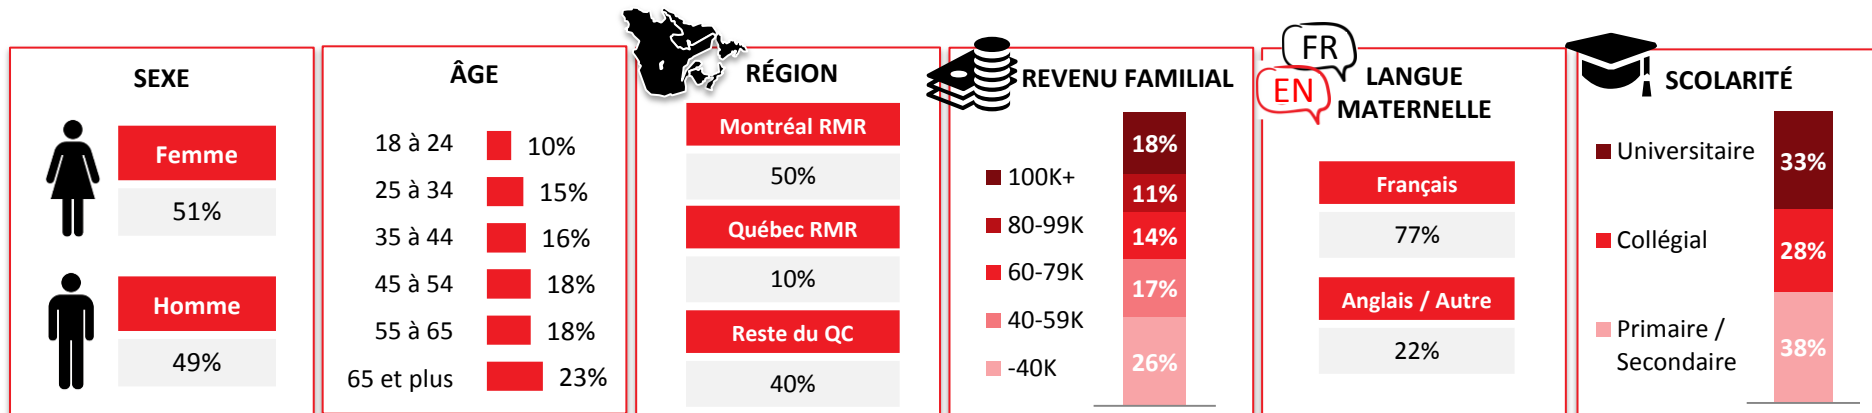 SEXE
Femme
51%
Homme
49%
ÂGE
18 à 24 10%
25 à 34 15%
35 à 44 16%
45 à 54 18%
55 à 65 18%
65 et plus 23%
RÉGION
Montréal RMR
50%
Québec RMR
10%
Reste du QC
40%
REVENU FAMILIAL
100K+
80-99K
60-79K
40-59K
-40K
18%
11%
14%
17%
26%
FR
EN
LANGUE
MATERNELLE
Français
77%
Anglais / Autre
22%
SCOLARITÉ
Universitaire
Collégial
Primaire /
Secondaire
33%
28%
38%